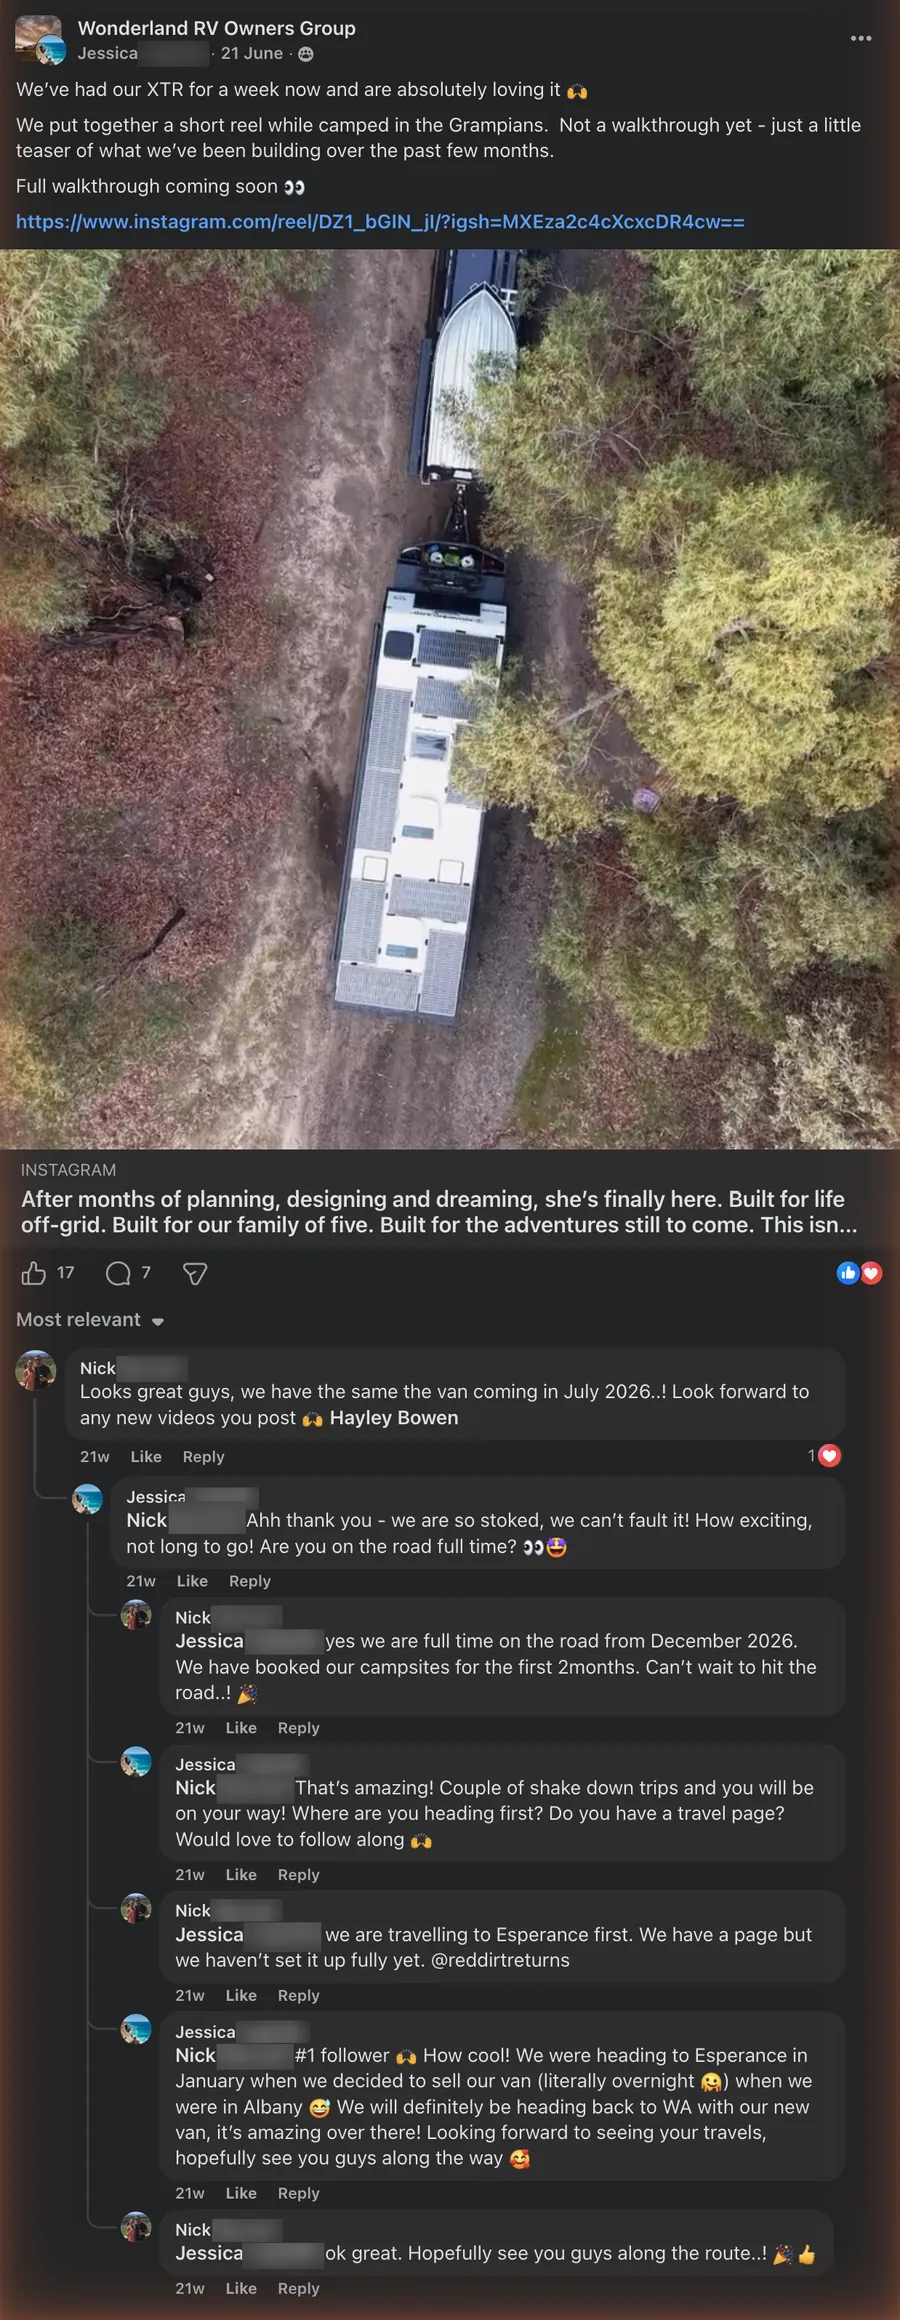 Wonderland RV Owners Group
Jessica · 21 June ·
We've had our XTR for a week now and are absolutely loving it 🙌
We put together a short reel while camped in the Grampians. Not a walkthrough yet - just a little
teaser of what we've been building over the past few months.
Full walkthrough coming soon 👀
https://www.instagram.com/reel/DZ1_bGIN_jI/?igsh=MXEza2c4cXcxcDR4cw==
INSTAGRAM
After months of planning, designing and dreaming, she's finally here. Built for life
off-grid. Built for our family of five. Built for the adventures still to come. This isn...
17 7
Most relevant
Nick
Looks great guys, we have the same the van coming in July 2026..! Look forward to
any new videos you post 🙌 Hayley Bowen
21w Like Reply 1
Jessica
Nick Ahh thank you - we are so stoked, we can't fault it! How exciting,
not long to go! Are you on the road full time? 👀🤩
21w Like Reply
Nick
Jessica yes we are full time on the road from December 2026.
We have booked our campsites for the first 2months. Can't wait to hit the
road..! 🎉
21w Like Reply
Jessica
Nick That's amazing! Couple of shake down trips and you will be
on your way! Where are you heading first? Do you have a travel page?
Would love to follow along 🙌
21w Like Reply
Nick
Jessica we are travelling to Esperance first. We have a page but
we haven't set it up fully yet. @reddirtreturns
21w Like Reply
Jessica
Nick #1 follower 🙌 How cool! We were heading to Esperance in
January when we decided to sell our van (literally overnight 🤗) when we
were in Albany 😅 We will definitely be heading back to WA with our new
van, it's amazing over there! Looking forward to seeing your travels,
hopefully see you guys along the way 🥰
21w Like Reply
Nick
Jessica ok great. Hopefully see you guys along the route..! 🎉👍
21w Like Reply